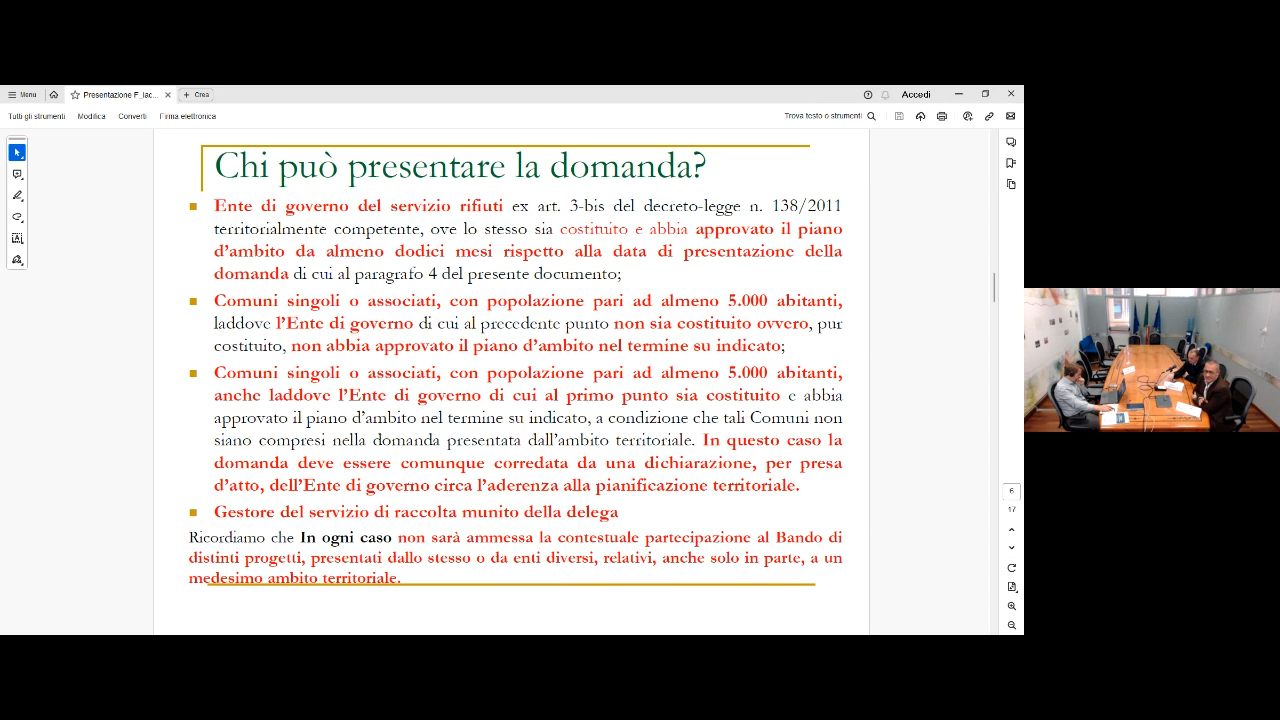 Menu
Presentazione F_lac...
Crea
Accedi
Tutti gli strumenti Modifica Converti Firma elettronica
Trova testo o strumenti
Chi può presentare la domanda?
Ente di governo del servizio rifiuti ex art. 3-bis del decreto-legge n. 138/2011
territorialmente competente, ove lo stesso sia costituito e abbia approvato il piano
d'ambito da almeno dodici mesi rispetto alla data di presentazione della
domanda di cui al paragrafo 4 del presente documento;
Comuni singoli o associati, con popolazione pari ad almeno 5.000 abitanti,
laddove l'Ente di governo di cui al precedente punto non sia costituito ovvero, pur
costituito, non abbia approvato il piano d'ambito nel termine su indicato;
Comuni singoli o associati, con popolazione pari ad almeno 5.000 abitanti,
anche laddove l'Ente di governo di cui al primo punto sia costituito e abbia
approvato il piano d'ambito nel termine su indicato, a condizione che tali Comuni non
siano compresi nella domanda presentata dall'ambito territoriale. In questo caso la
domanda deve essere comunque corredata da una dichiarazione, per presa
d'atto, dell'Ente di governo circa l'aderenza alla pianificazione territoriale.
Gestore del servizio di raccolta munito della delega
Ricordiamo che In ogni caso non sarà ammessa la contestuale partecipazione al Bando di
distinti progetti, presentati dallo stesso o da enti diversi, relativi, anche solo in parte, a un
medesimo ambito territoriale.
6
17